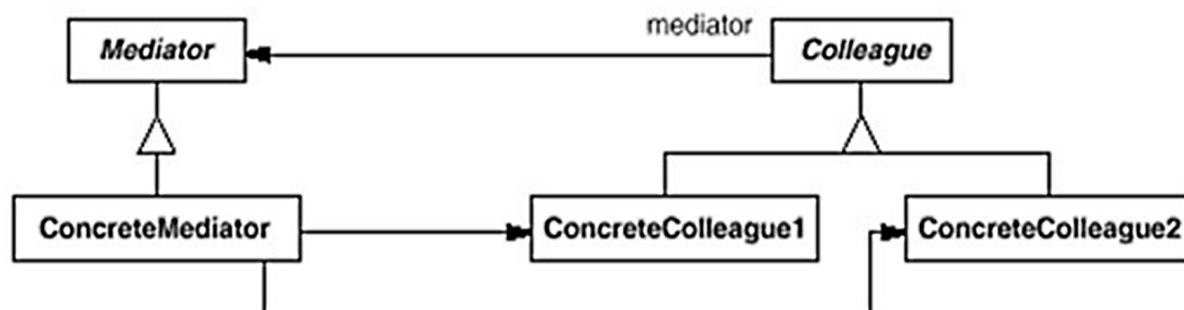 mediator
Mediator
Colleague
ConcreteMediator
ConcreteColleague1
ConcreteColleague2